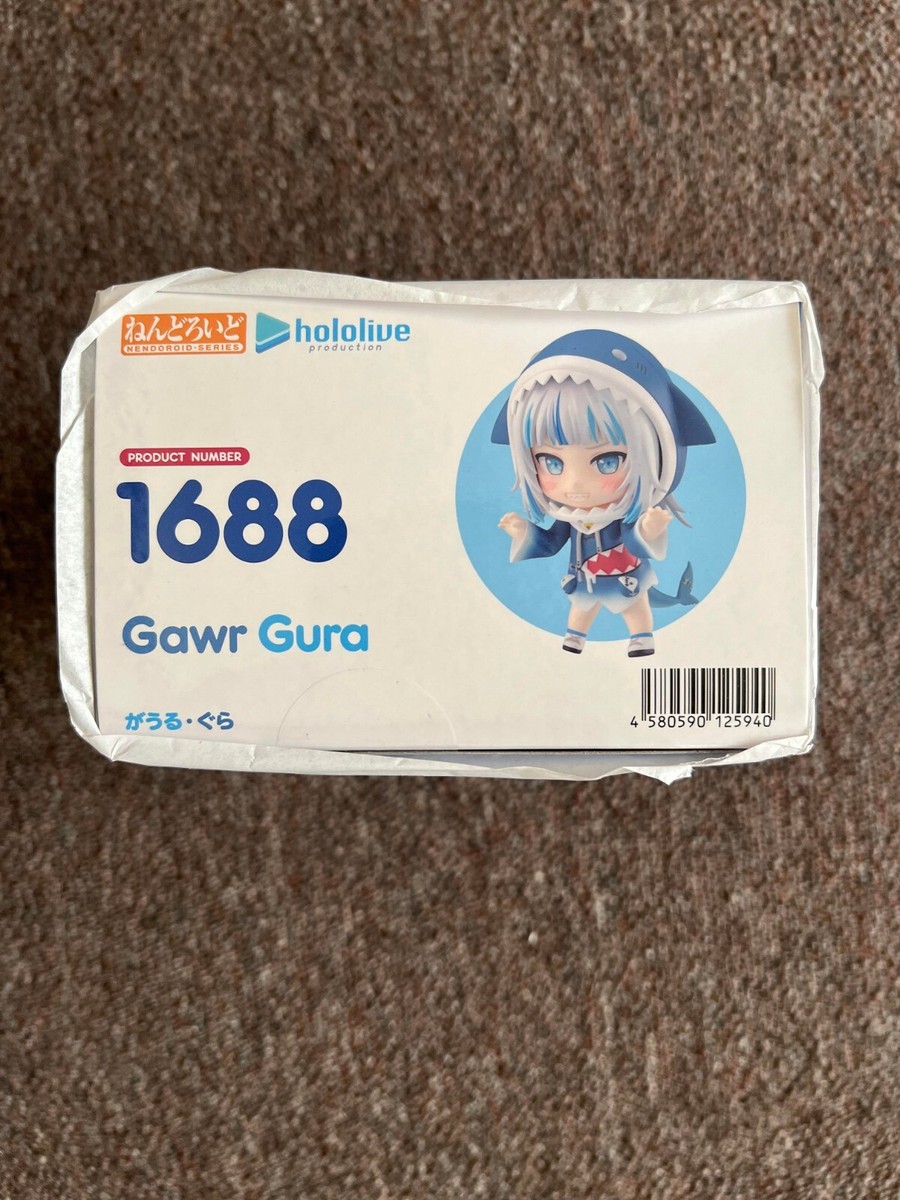 ねんどろいど
NENDOROID-SERIES
hololive
production
PRODUCT NUMBER
1688
Gawr Gura
がうる・ぐら
4 580590 125940